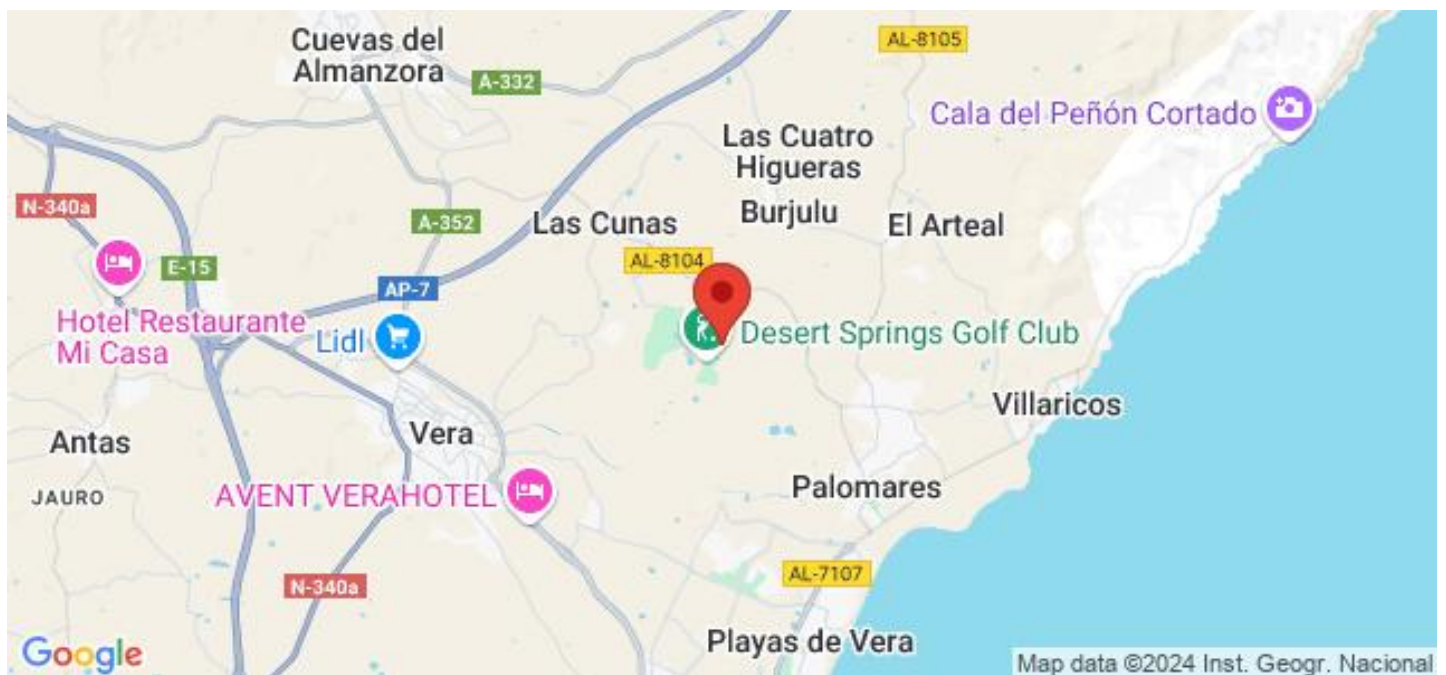 Cuevas del
Almanzora
A-332
AL-8105
Cala del Peñón Cortado
Las Cuatro
Higueras
N-340a
A-352
Las Cunas
Burjulu
El Arteal
E-15
AL-8104
AP-7
Hotel Restaurante
Mi Casa
Lidl
Desert Springs Golf Club
Villaricos
Antas
Vera
JAURO
AVENT VERAHOTEL
Palomares
N-340a
AL-7107
Playas de Vera
Google
Map data ©2024 Inst. Geogr. Nacional